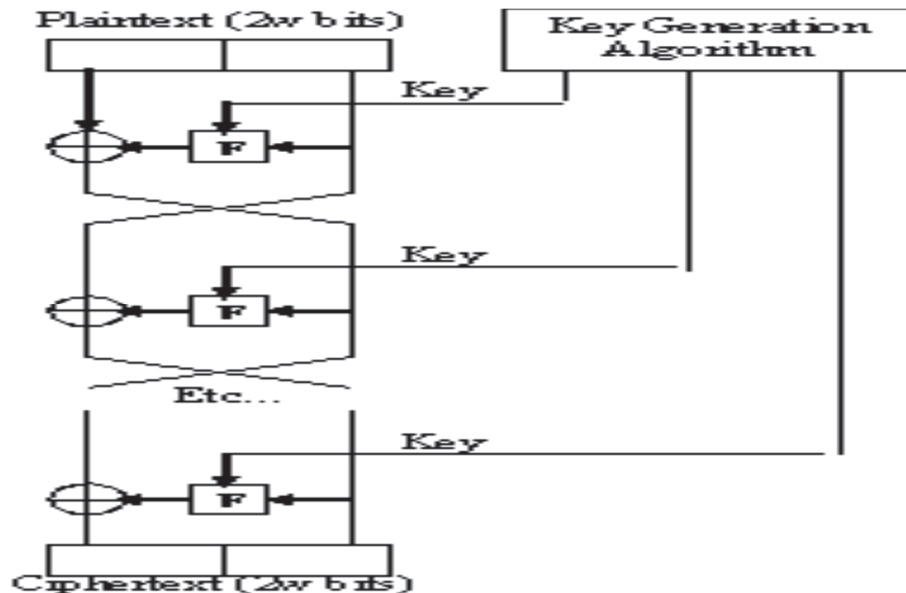 Plaintext (2w bits)
Key Generation
Algorithm
Key
F
Key
F
Etc...
Key
F
Ciphertext (2w bits)